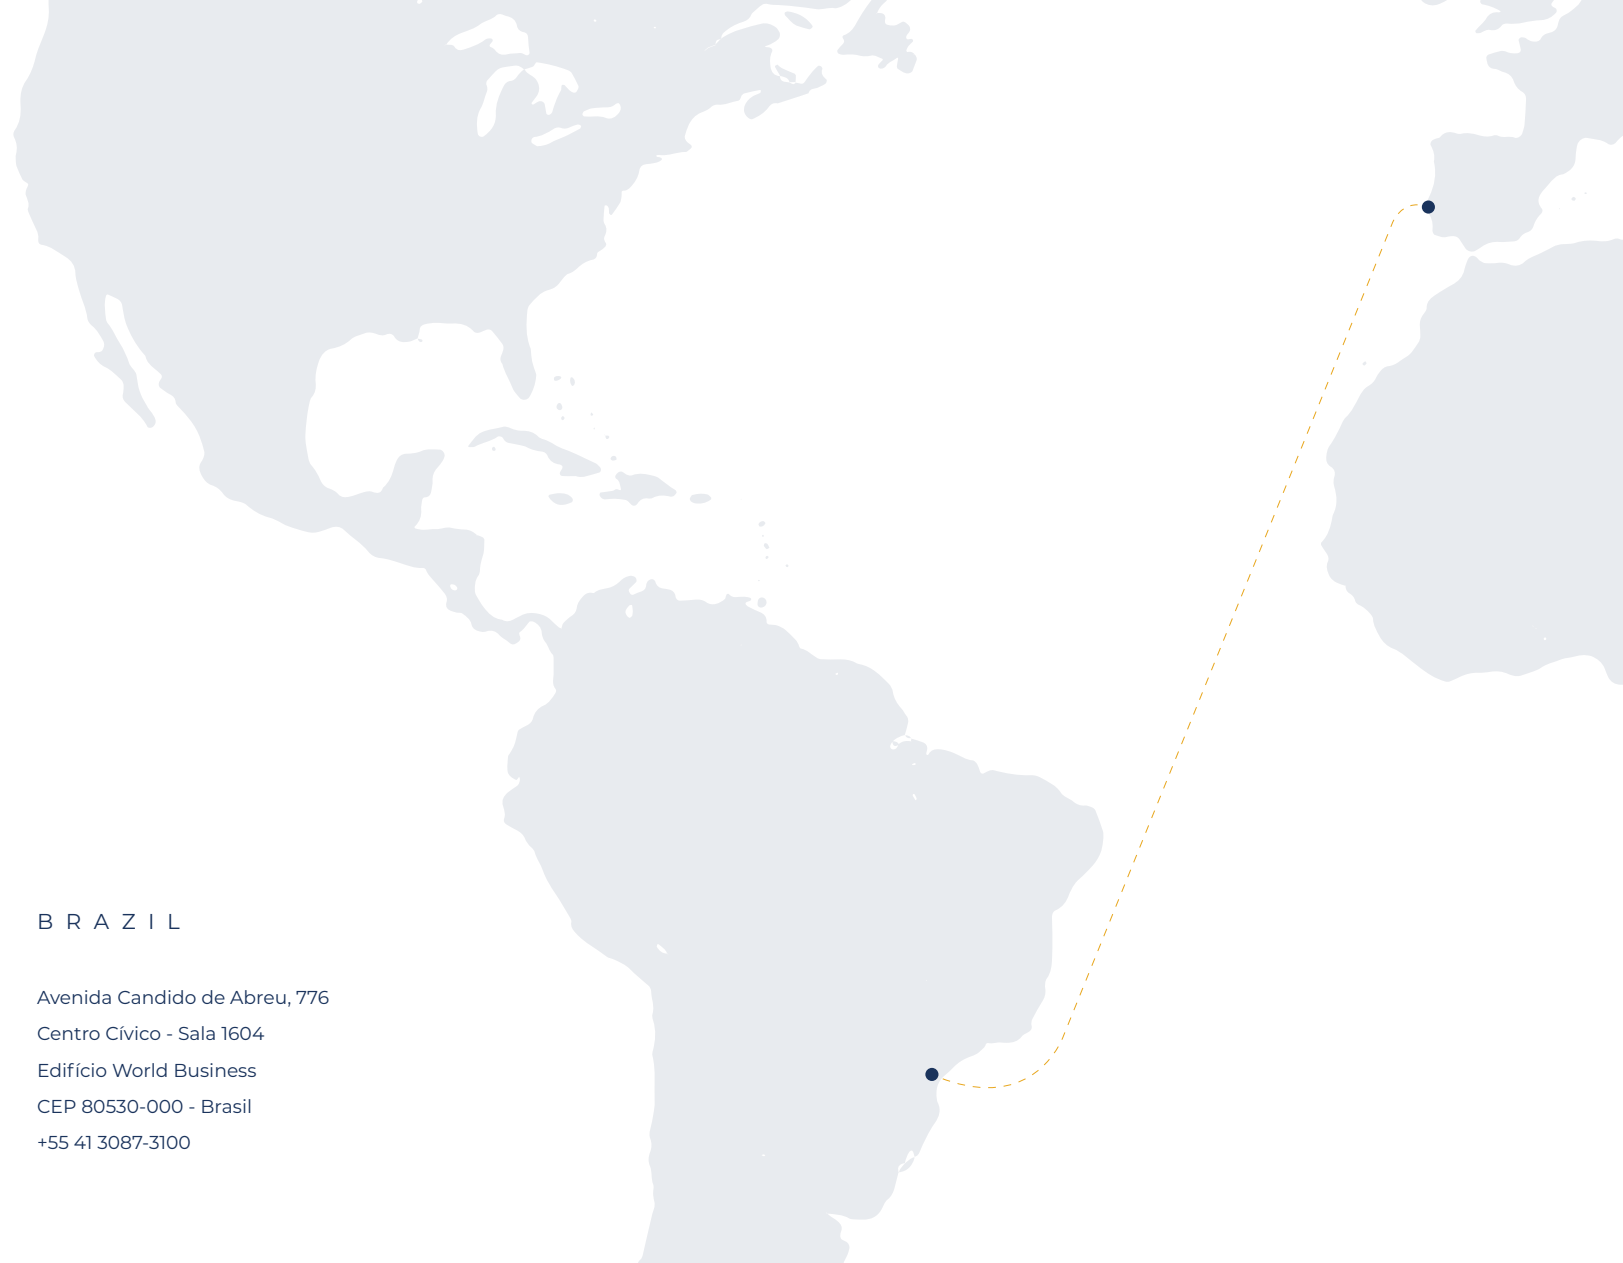 BRAZIL
Avenida Candido de Abreu, 776
Centro Cívico - Sala 1604
Edifício World Business
CEP 80530-000 - Brasil
+55 41 3087-3100